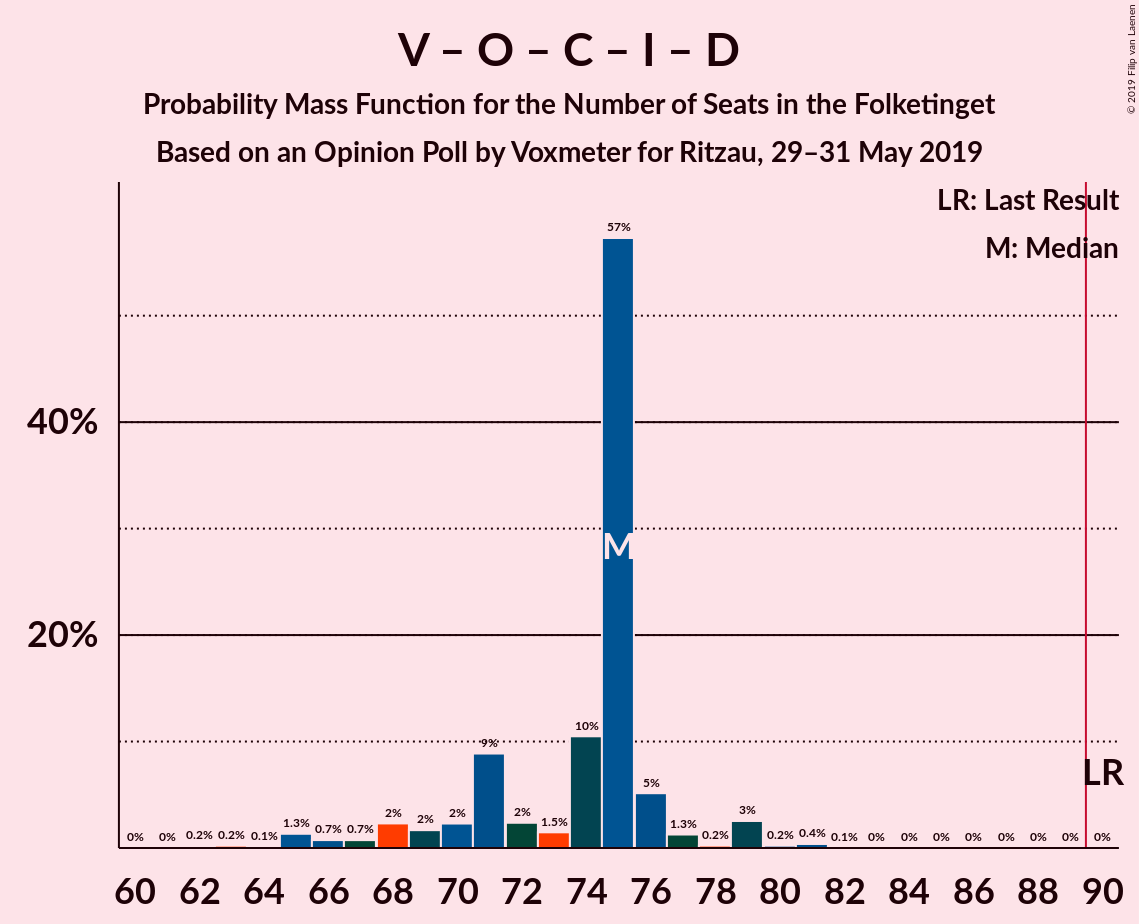 V – O – C – I – D
Probability Mass Function for the Number of Seats in the Folketinget
Based on an Opinion Poll by Voxmeter for Ritzau, 29–31 May 2019
© 2019 Filip van Laenen
LR: Last Result
M: Median
40%
20%
0% 0% 0.2% 0.2% 0.1% 1.3% 0.7% 0.7% 2% 2% 2% 9% 2% 1.5% 10% 57% 5% 1.3% 0.2% 3% 0.2% 0.4% 0.1% 0% 0% 0% 0% 0% 0% 0% 0%
M
LR
60 62 64 66 68 70 72 74 76 78 80 82 84 86 88 90